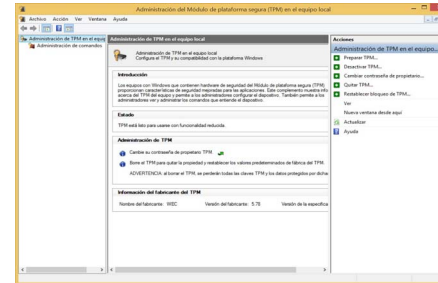 Administración del Módulo de plataforma segura (TPM) en el equipo local
Archivo Acción Ver Ventana Ayuda
Administración de TPM en el equip
Administración de comandos
Administración de TPM en el equipo local
Administración de TPM en el equipo local
Configura el TPM y su compatibilidad con la plataforma Windows
Introducción
Los equipos con Windows que contienen hardware de seguridad del Módulo de plataforma segura (TPM)
proporcionan características de seguridad mejoradas para las aplicaciones. Este complemento muestra info
acerca del TPM del equipo y permite a los administradores configurar el dispositivo. También permite a los
administradores ver y administrar los comandos que entiende el dispositivo.
Estado
TPM está listo para usarse con funcionalidad reducida.
Administración de TPM
Cambie su contraseña de propietario TPM.
Borre el TPM para quitar la propiedad y restablecer los valores predeterminados de fábrica del TPM.
ADVERTENCIA: al borrar el TPM, se perderán todas las claves TPM y los datos protegidos por dicha
Información del fabricante del TPM
Nombre del fabricante: WEC Versión del fabricante: 5.78 Versión de la especifica
Acciones
Administración de TPM en el equipo...
Preparar TPM...
Desactivar TPM...
Cambiar contraseña de propietario...
Quitar TPM...
Restablecer bloqueo de TPM...
Ver
Nueva ventana desde aquí
Actualizar
Ayuda